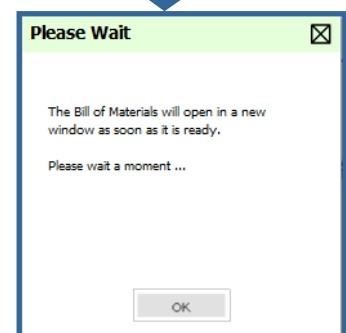 Please Wait
The Bill of Materials will open in a new
window as soon as it is ready.
Please wait a moment ...
OK